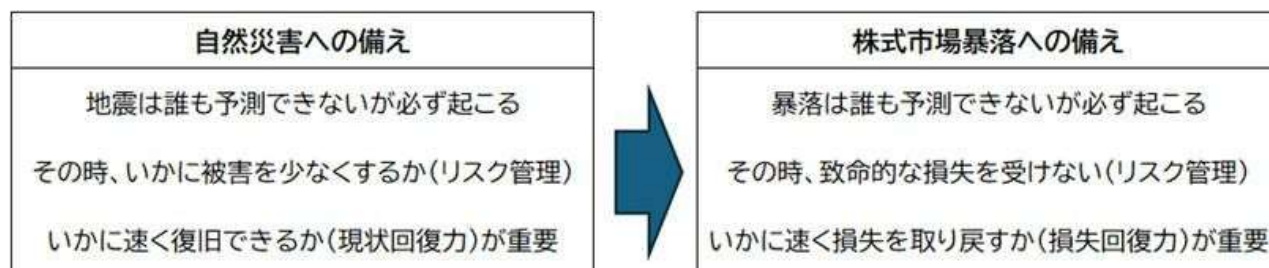 自然災害への備え
地震は誰も予測できないが必ず起こる
その時、いかに被害を少なくするか(リスク管理)
いかに速く復旧できるか(現状回復力)が重要
株式市場暴落への備え
暴落は誰も予測できないが必ず起こる
その時、致命的な損失を受けない(リスク管理)
いかに速く損失を取り戻すか(損失回復力)が重要